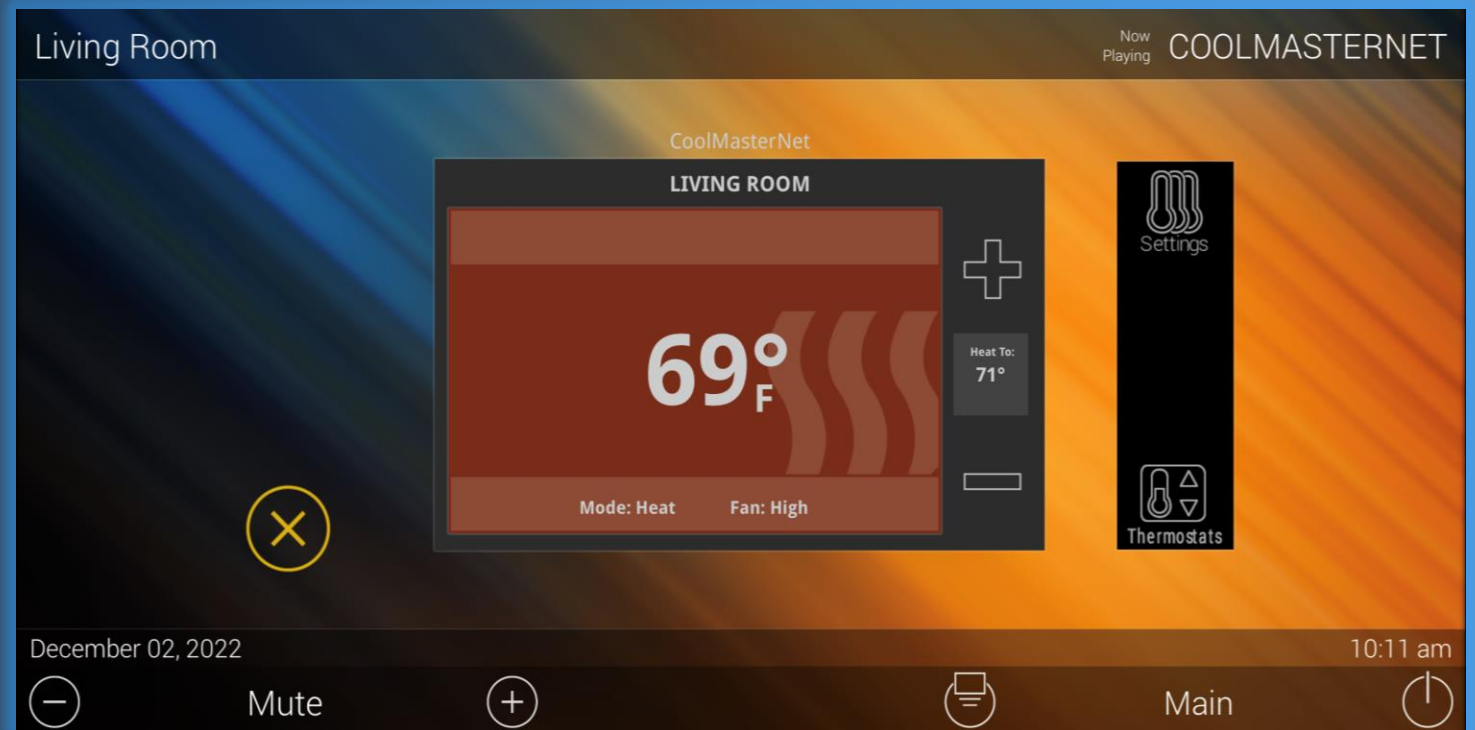 Living Room
Now
Playing
COOLMASTERNET
CoolMasterNet
LIVING ROOM
69°
F
Heat To:
71°
Mode: Heat Fan: High
Settings
Thermostats
December 02, 2022
10:11 am
Mute
Main